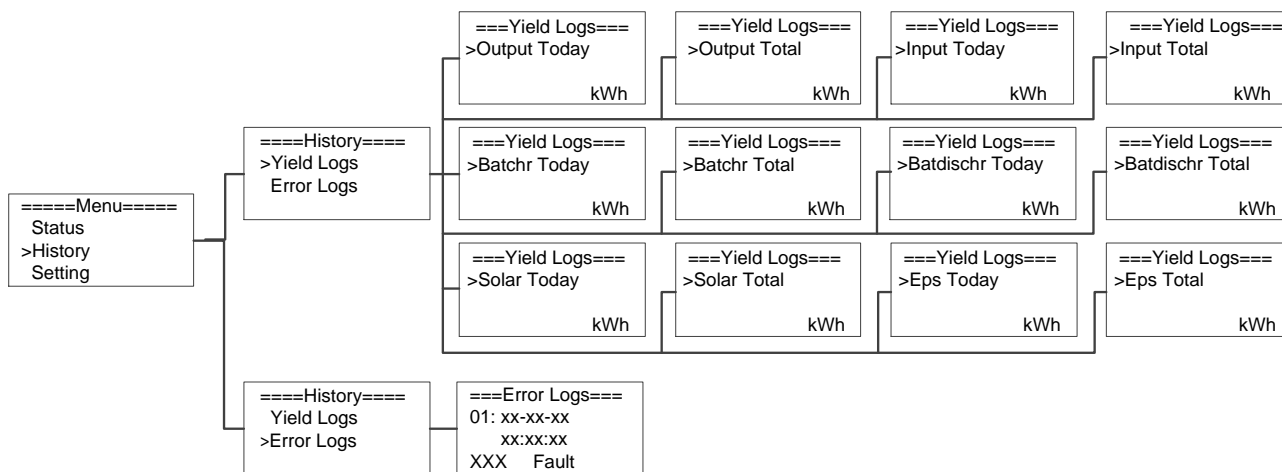 =====Menu=====
Status
>History
Setting
====History====
>Yield Logs
Error Logs
===Yield Logs===
>Output Today
kWh
===Yield Logs===
>Output Total
kWh
===Yield Logs===
>Input Today
kWh
===Yield Logs===
>Input Total
kWh
===Yield Logs===
>Batchr Today
kWh
===Yield Logs===
>Batchr Total
kWh
===Yield Logs===
>Batdischr Today
kWh
===Yield Logs===
>Batdischr Total
kWh
===Yield Logs===
>Solar Today
kWh
===Yield Logs===
>Solar Total
kWh
===Yield Logs===
>Eps Today
kWh
===Yield Logs===
>Eps Total
kWh
====History====
Yield Logs
>Error Logs
===Error Logs===
01: xx-xx-xx
xx:xx:xx
XXX Fault